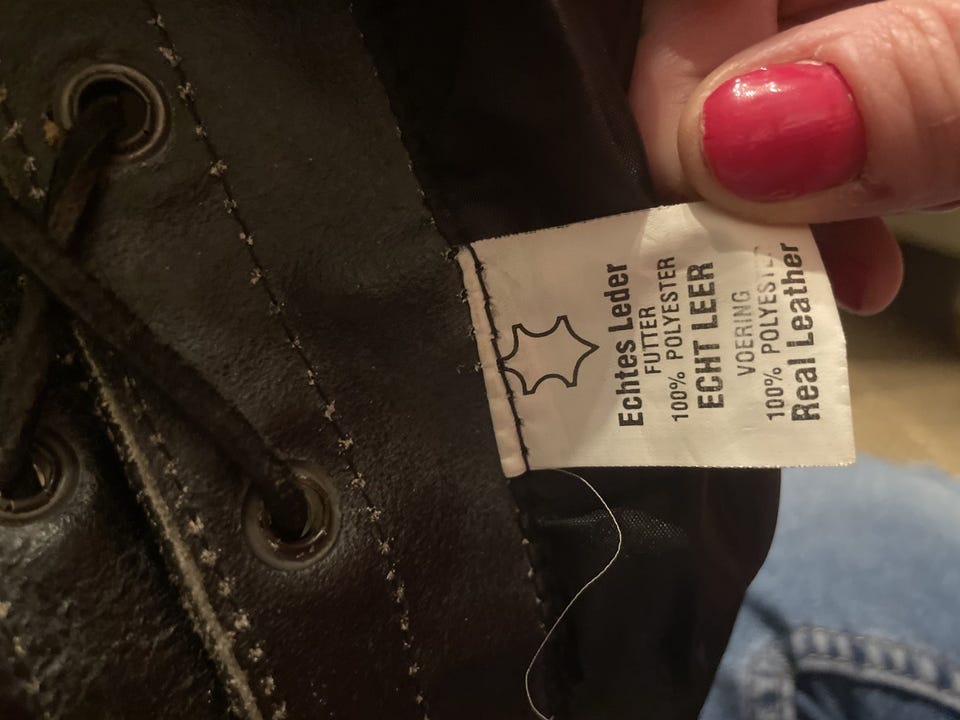 Echtes Leder
FUTTER
100% POLYESTER
ECHT LEER
VOERING
100% POLYESTER
Real Leather